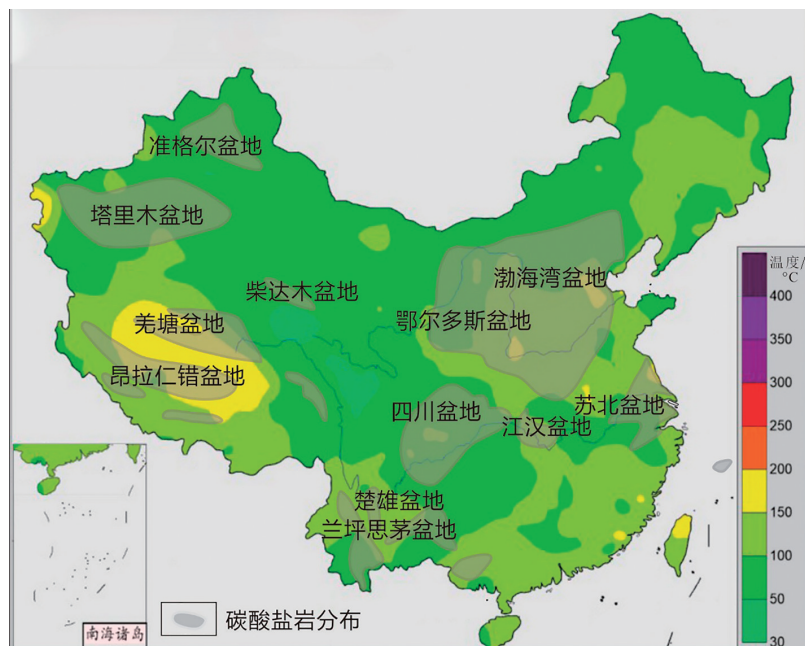 准格尔盆地
塔里木盆地
柴达木盆地
渤海湾盆地
羌塘盆地
鄂尔多斯盆地
昂拉仁错盆地
四川盆地
苏北盆地
江汉盆地
楚雄盆地
兰坪思茅盆地
温度/
°C
400
350
300
250
200
150
100
50
30
南海诸岛
碳酸盐岩分布